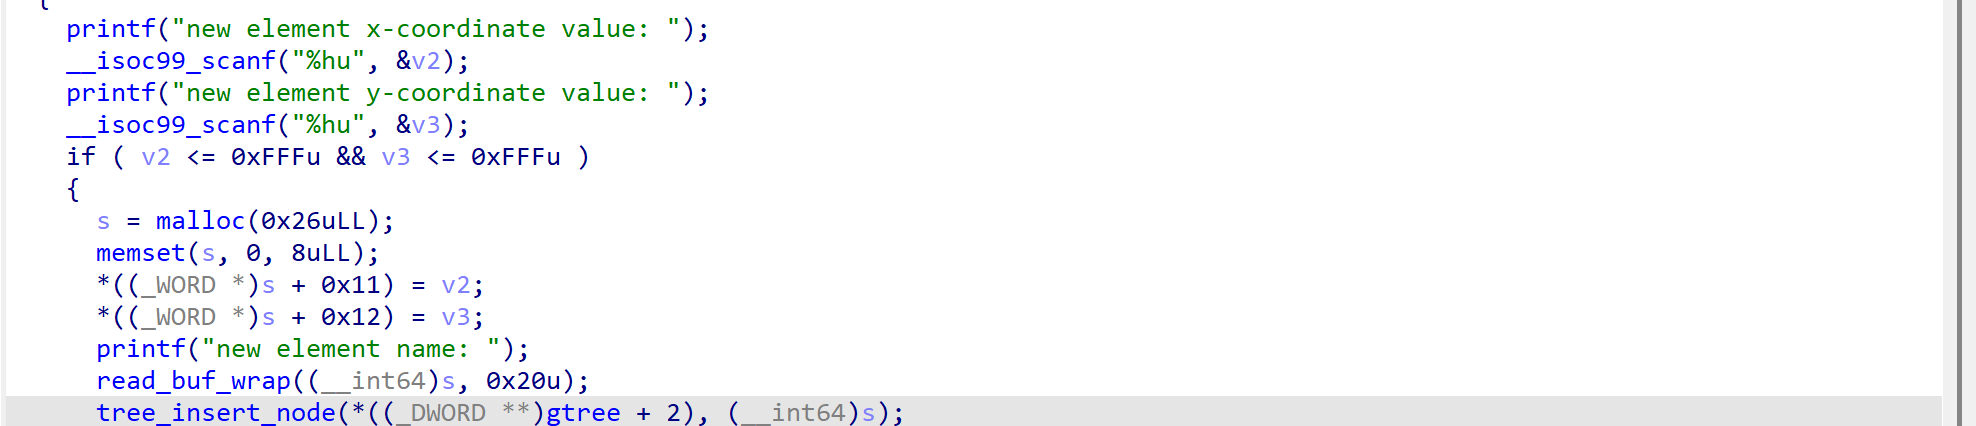 {
printf("new element x-coordinate value: ");
__isoc99_scanf("%hu", &v2);
printf("new element y-coordinate value: ");
__isoc99_scanf("%hu", &v3);
if ( v2 <= 0xFFFu && v3 <= 0xFFFu )
{
s = malloc(0x26uLL);
memset(s, 0, 8uLL);
*((_WORD *)s + 0x11) = v2;
*((_WORD *)s + 0x12) = v3;
printf("new element name: ");
read_buf_wrap((__int64)s, 0x20u);
tree_insert_node(*((_DWORD **)gtree + 2), (__int64)s);